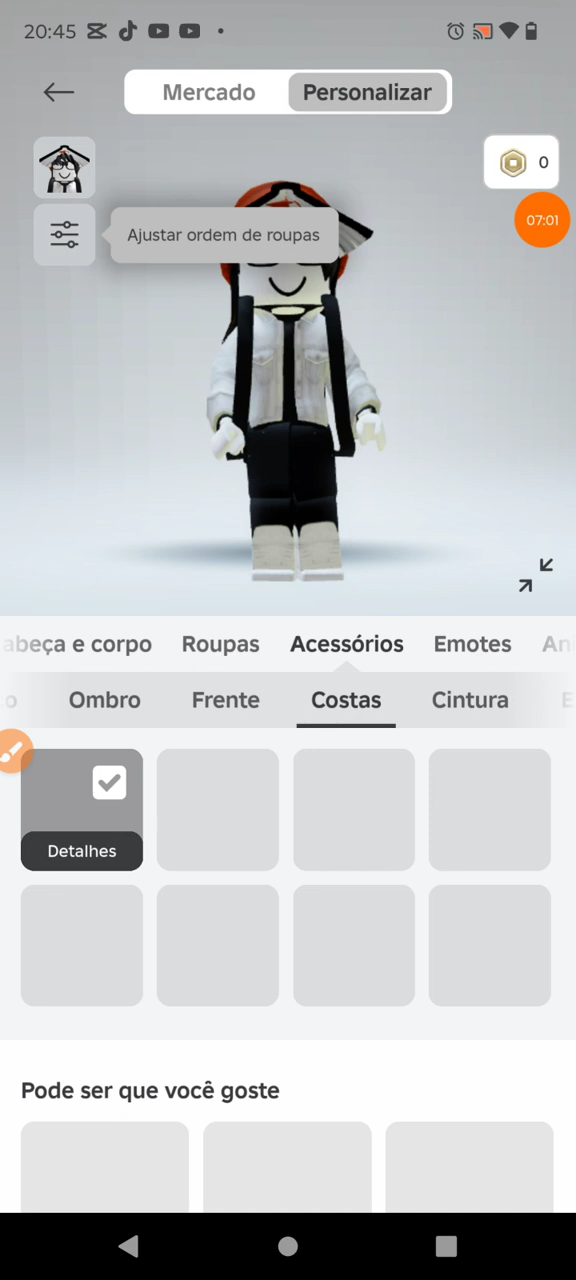 20:45
Mercado
Personalizar
0
07:01
Ajustar ordem de roupas
abeça e corpo
Roupas
Acessórios
Emotes
An
o
Ombro
Frente
Costas
Cintura
E
Detalhes
Pode ser que você goste